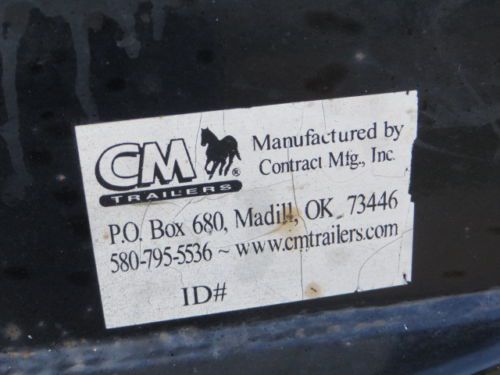 CM
TRAILERS
®
Manufactured by
Contract Mfg., Inc.
P.O. Box 680, Madill, OK 73446
580-795-5536 ~ www.cmtrailers.com
ID#